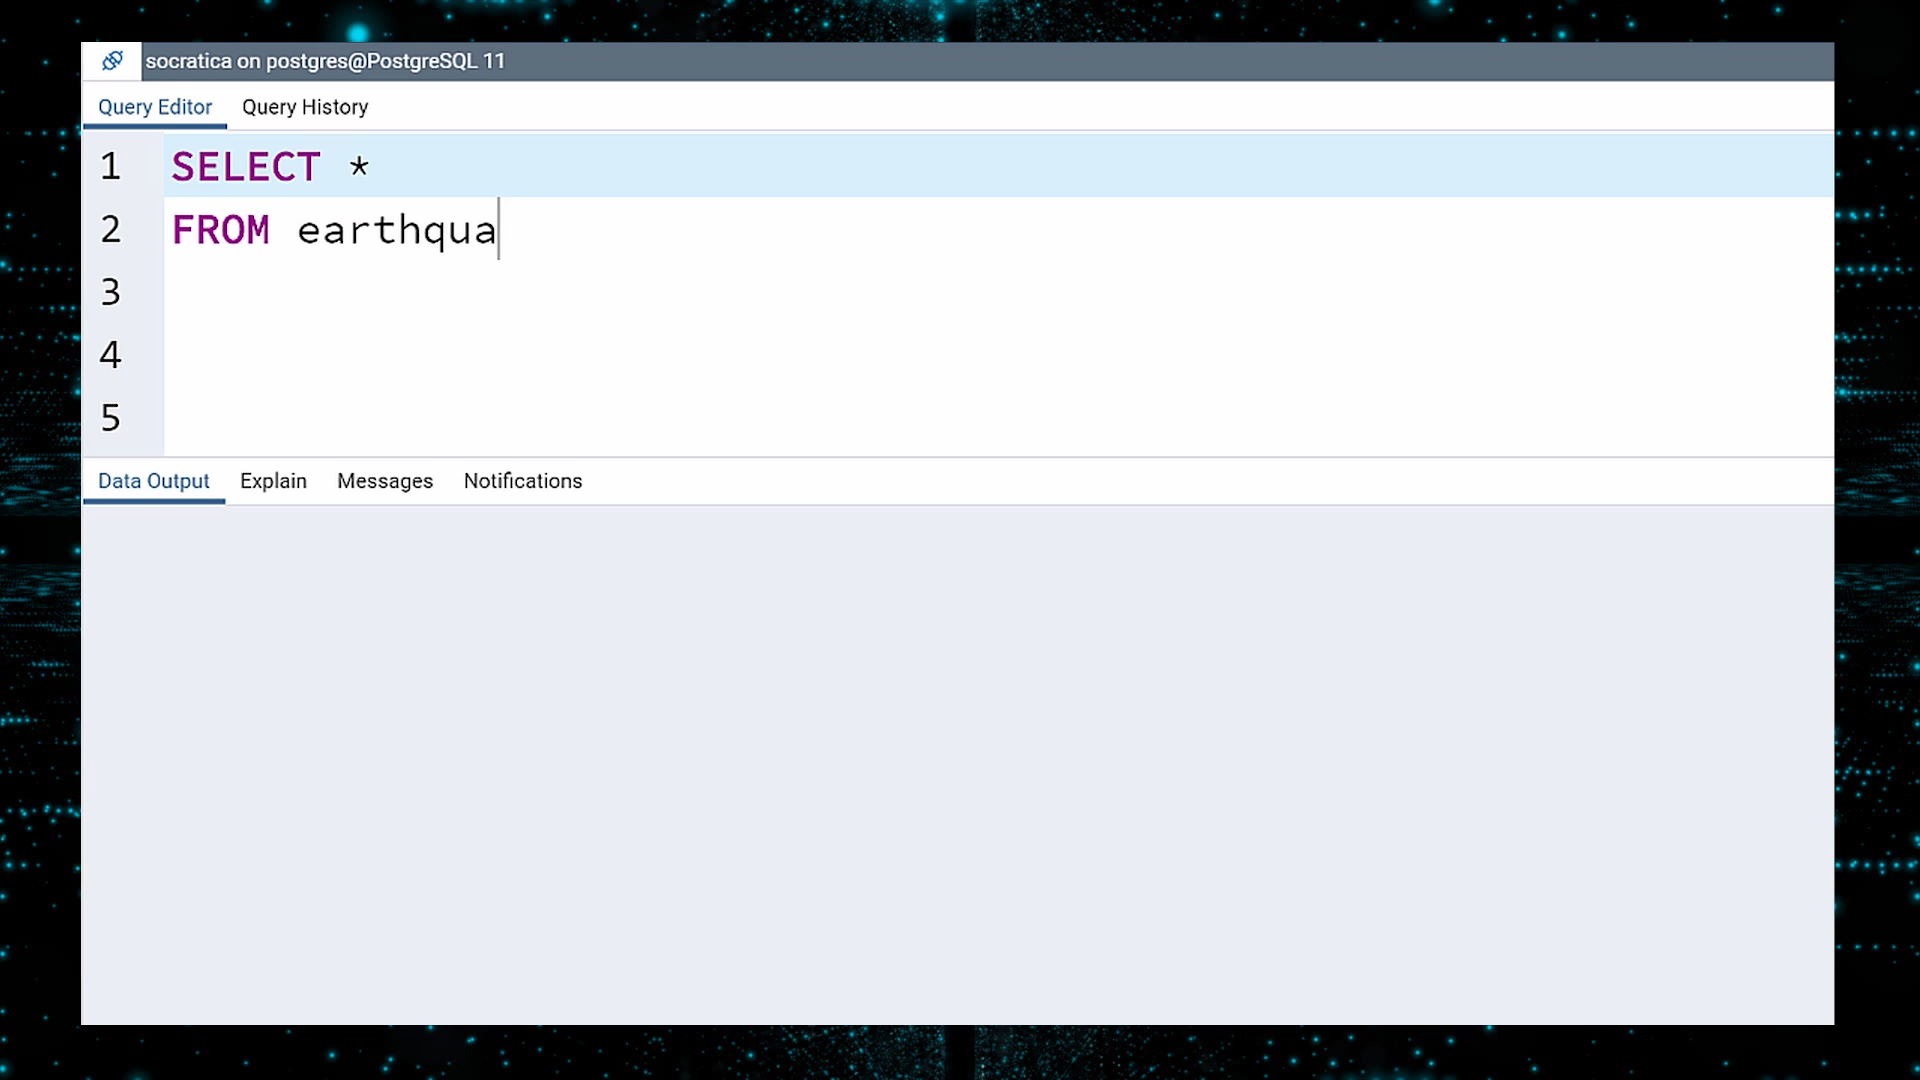 socratica on postgres@PostgreSQL 11
Query Editor Query History
1 SELECT *
2 FROM earthqua
3
4
5
Data Output Explain Messages Notifications